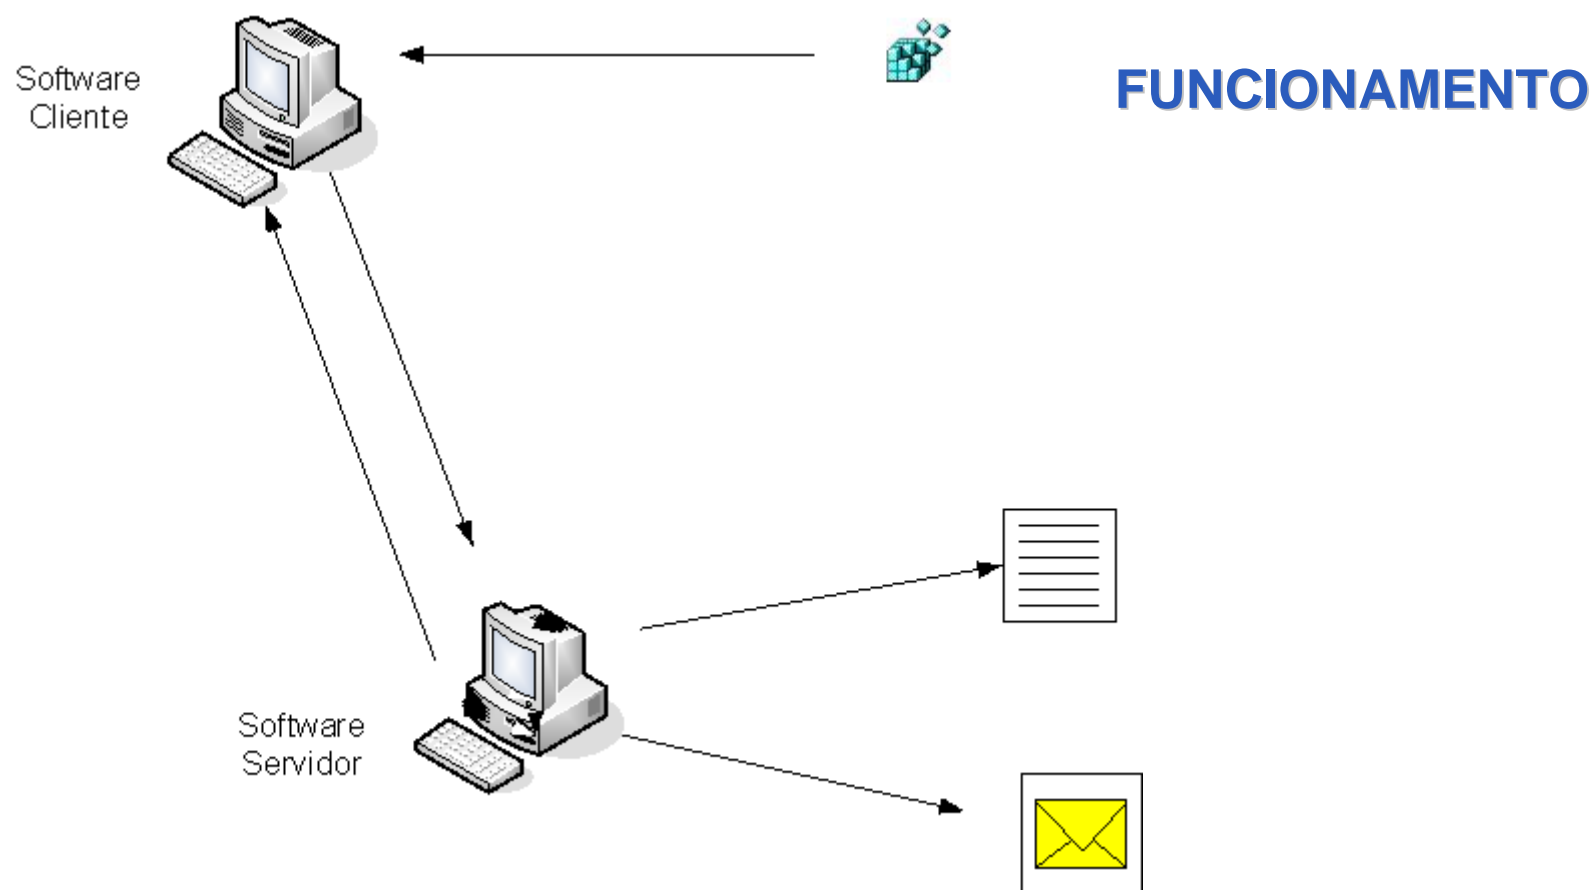 Software
Cliente
FUNCIONAMENTO
Software
Servidor